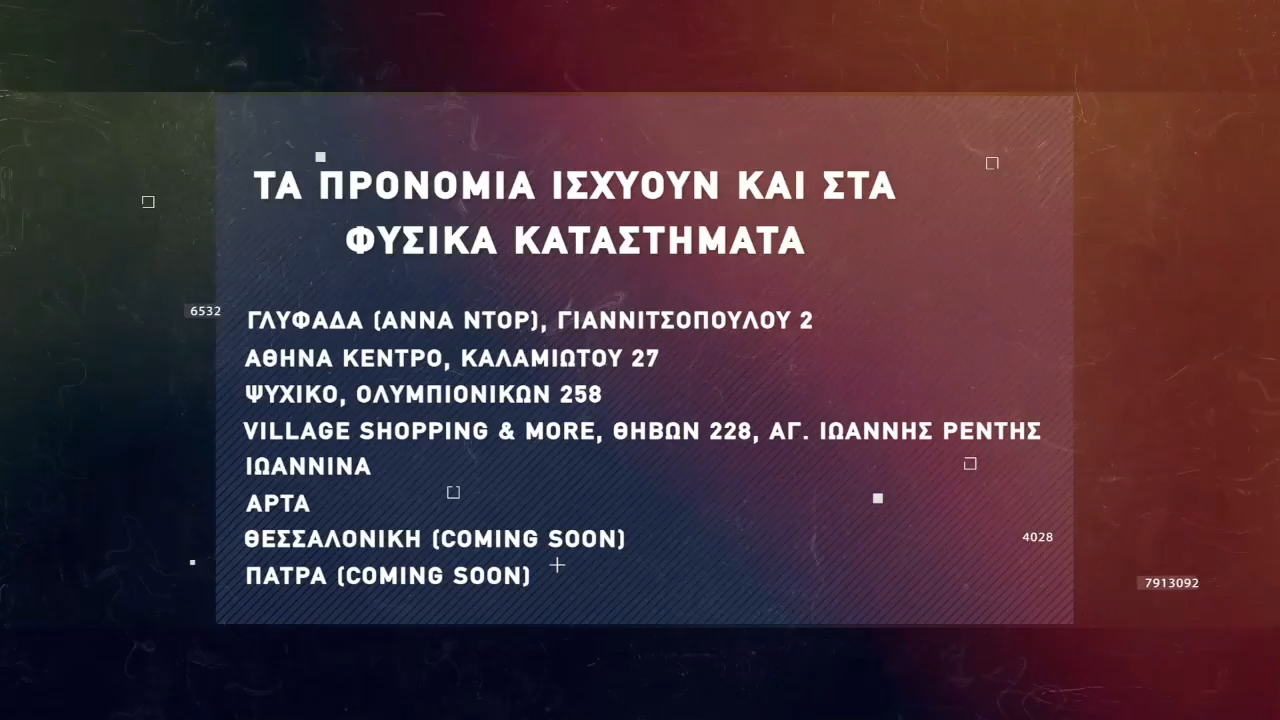 ΤΑ ΠΡΟΝΟΜΙΑ ΙΣΧΥΟΥΝ ΚΑΙ ΣΤΑ
ΦΥΣΙΚΑ ΚΑΤΑΣΤΗΜΑΤΑ
6532
ΓΛΥΦΑΔΑ (ΑΝΝΑ ΝΤΟΡ), ΓΙΑΝΝΙΤΣΟΠΟΥΛΟΥ 2
ΑΘΗΝΑ ΚΕΝΤΡΟ, ΚΑΛΑΜΙΩΤΟΥ 27
ΨΥΧΙΚΟ, ΟΛΥΜΠΙΟΝΙΚΩΝ 258
VILLAGE SHOPPING & MORE, ΘΗΒΩΝ 228, ΑΓ. ΙΩΑΝΝΗΣ ΡΕΝΤΗΣ
ΙΩΑΝΝΙΝΑ
ΑΡΤΑ
ΘΕΣΣΑΛΟΝΙΚΗ (COMING SOON)
4028
ΠΑΤΡΑ (COMING SOON)
7913092